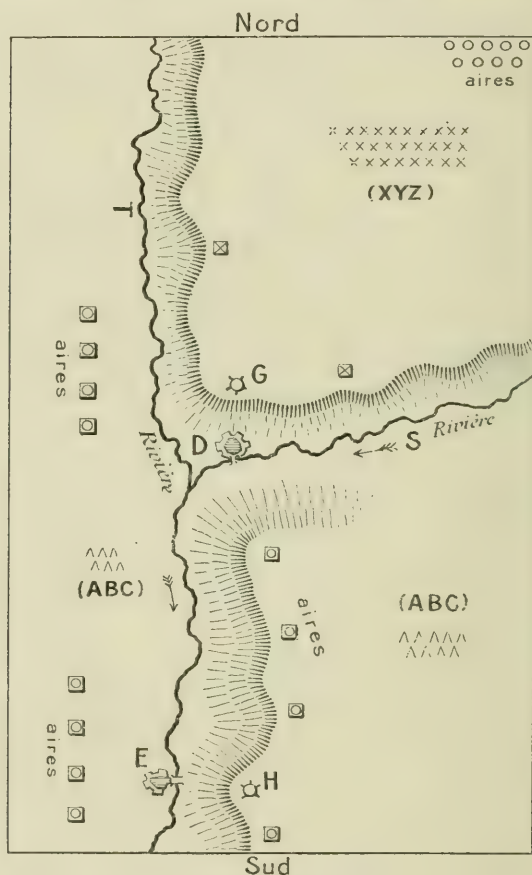 Nord
aires
(XYZ)
T
aires
G
D
S
Rivière
Rivière
(ABC)
(ABC)
aires
aires
E
H
Sud